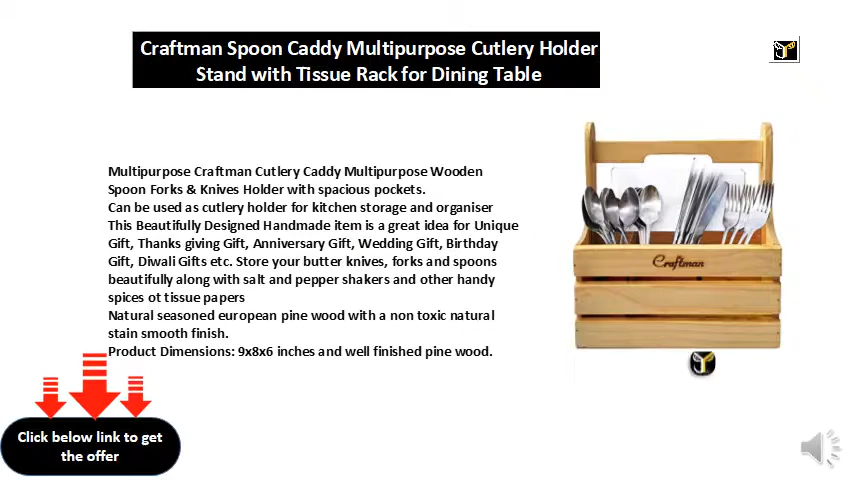 Craftman Spoon Caddy Multipurpose Cutlery Holder
Stand with Tissue Rack for Dining Table
Multipurpose Craftman Cutlery Caddy Multipurpose Wooden
Spoon Forks & Knives Holder with spacious pockets.
Can be used as cutlery holder for kitchen storage and organiser
This Beautifully Designed Handmade item is a great idea for Unique
Gift, Thanks giving Gift, Anniversary Gift, Wedding Gift, Birthday
Gift, Diwali Gifts etc. Store your butter knives, forks and spoons
beautifully along with salt and pepper shakers and other handy
spices ot tissue papers
Natural seasoned european pine wood with a non toxic natural
stain smooth finish.
Product Dimensions: 9x8x6 inches and well finished pine wood.
Craftman
Click below link to get
the offer